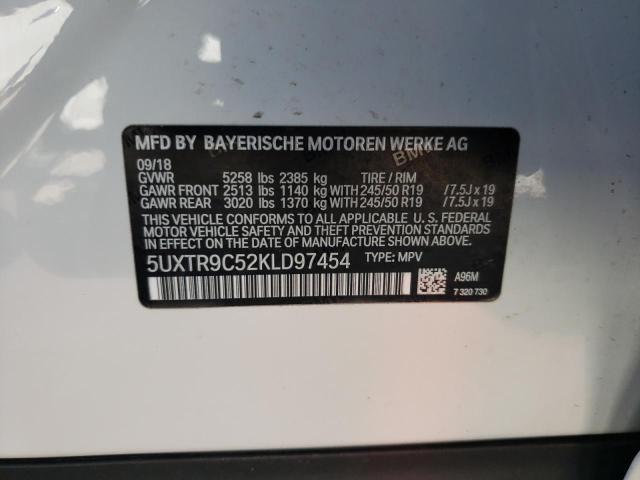 MFD BY BAYERISCHE MOTOREN WERKE AG
09/18
GVWR 5258 lbs 2385 kg TIRE / RIM
GAWR FRONT 2513 lbs 1140 kg WITH 245/50 R19 /7.5J x 19
GAWR REAR 3020 lbs 1370 kg WITH 245/50 R19 /7.5J x 19
THIS VEHICLE CONFORMS TO ALL APPLICABLE U. S. FEDERAL
MOTOR VEHICLE SAFETY AND THEFT PREVENTION STANDARDS
IN EFFECT ON THE DATE OF MANUFACTURE SHOWN ABOVE.
5UXTR9C52KLD97454 TYPE: MPV
A96M
7 320 730